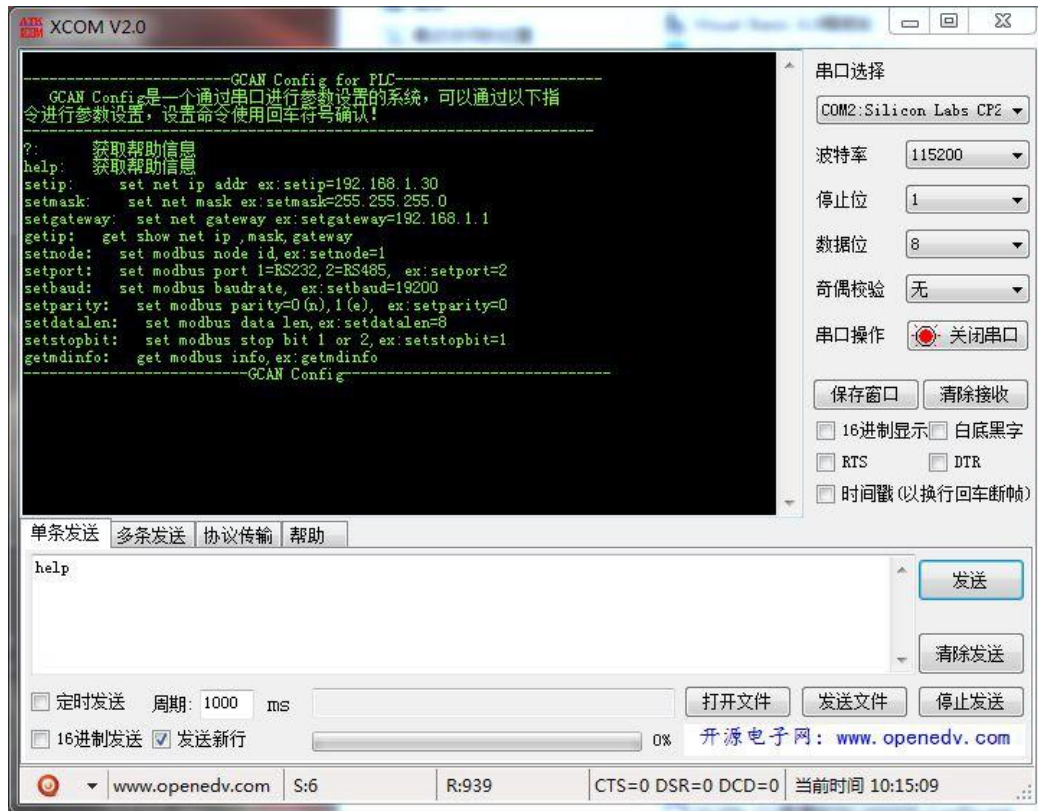 XCOM V2.0
------------------------GCAN Config for PLC------------------------
GCAN Config是一个通过串口进行参数设置的系统，可以通过以下指
令进行参数设置，设置命令使用回车符号确认！
?: 获取帮助信息
help: 获取帮助信息
setip: set net ip addr ex:setip=192.168.1.30
setmask: set net mask ex:setmask=255.255.255.0
setgateway: set net gateway ex:setgateway=192.168.1.1
getip: get show net ip ,mask,gateway
setnode: set modbus node id,ex:setnode=1
setport: set modbus port 1=RS232,2=RS485, ex:setport=2
setbaud: set modbus baudrate, ex:setbaud=19200
setparity: set modbus parity=0(n),1(e), ex:setparity=0
setdatalen: set modbus data len,ex:setdatalen=8
setstopbit: set modbus stop bit 1 or 2,ex:setstopbit=1
getmdinfo: get modbus info,ex:getmdinfo
--------------------------GCAN Config-------------------------------
串口选择
COM2:Silicon Labs CP2
波特率 115200
停止位 1
数据位 8
奇偶校验 无
串口操作 关闭串口
保存窗口 清除接收
16进制显示 白底黑字
RTS DTR
时间戳(以换行回车断帧)
单条发送 多条发送 协议传输 帮助
help
发送
清除发送
定时发送 周期: 1000 ms 打开文件 发送文件 停止发送
16进制发送 发送新行 0% 开源电子网：www.openedv.com
www.openedv.com S:6 R:939 CTS=0 DSR=0 DCD=0 当前时间 10:15:09